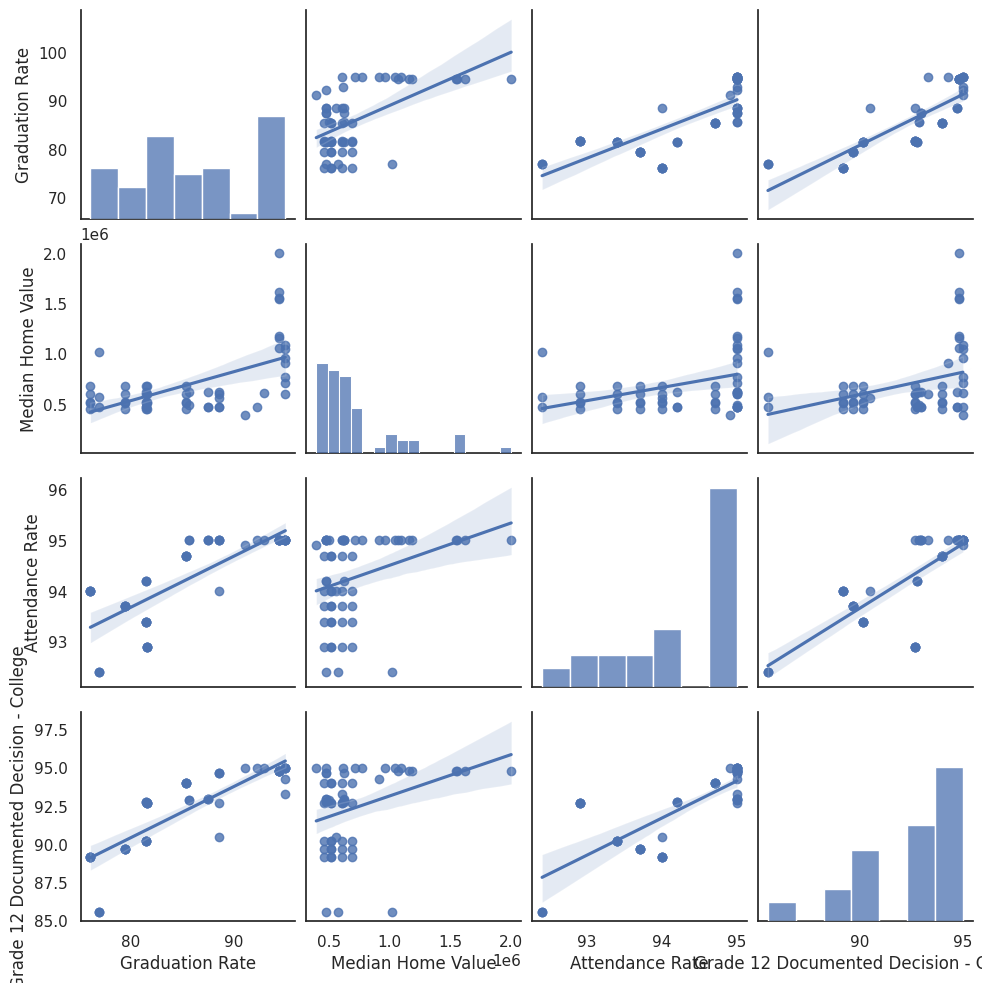 Graduation Rate
100
90
80
70
1e6
Median Home Value
2.0
1.5
1.0
0.5
Attendance Rate
96
95
94
93
Grade 12 Documented Decision - College
97.5
95.0
92.5
90.0
87.5
85.0
80 90
0.5 1.0 1.5 2.0
93 94 95
90 95
1e6
Graduation Rate
Median Home Value
Attendance Rate
Grade 12 Documented Decision - C